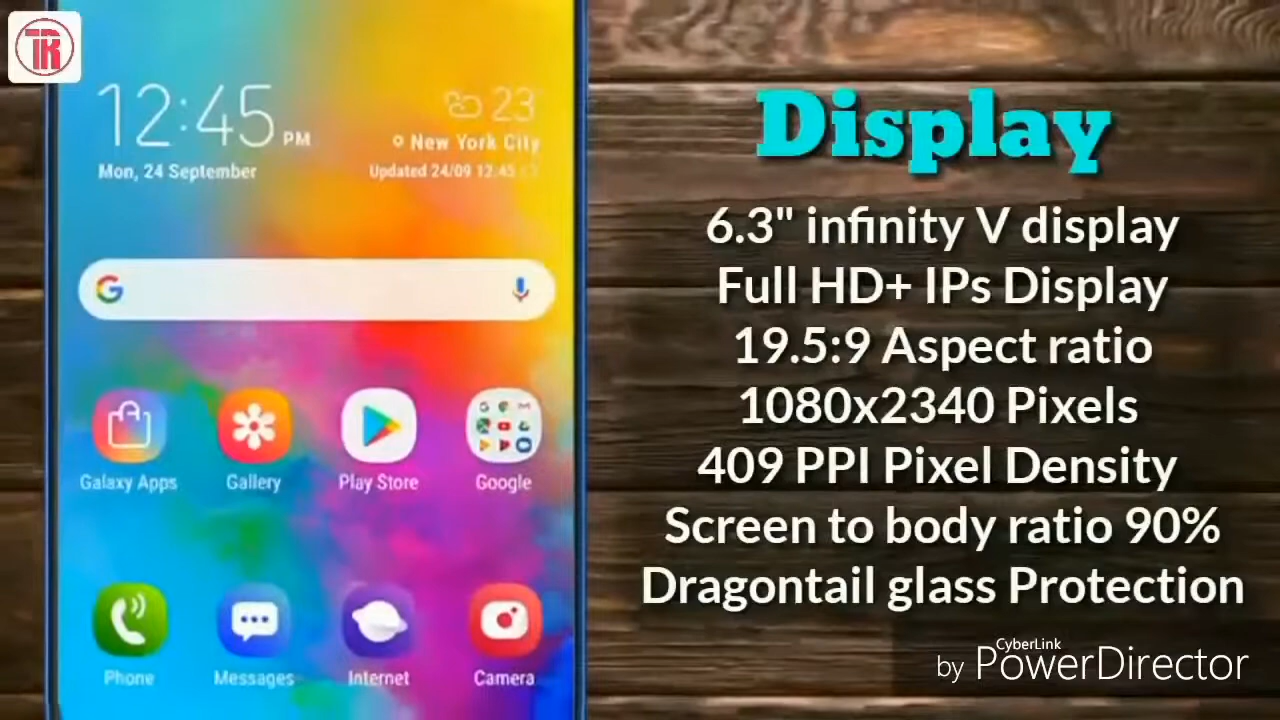 TR
12:45 PM
23
New York City
Mon, 24 September
Updated 24/09 12:45
Display
6.3" infinity V display
Full HD+ IPs Display
19.5:9 Aspect ratio
1080x2340 Pixels
409 PPI Pixel Density
Screen to body ratio 90%
Dragontail glass Protection
Galaxy Apps
Gallery
Play Store
Google
Phone
Messages
Internet
Camera
CyberLink
by PowerDirector